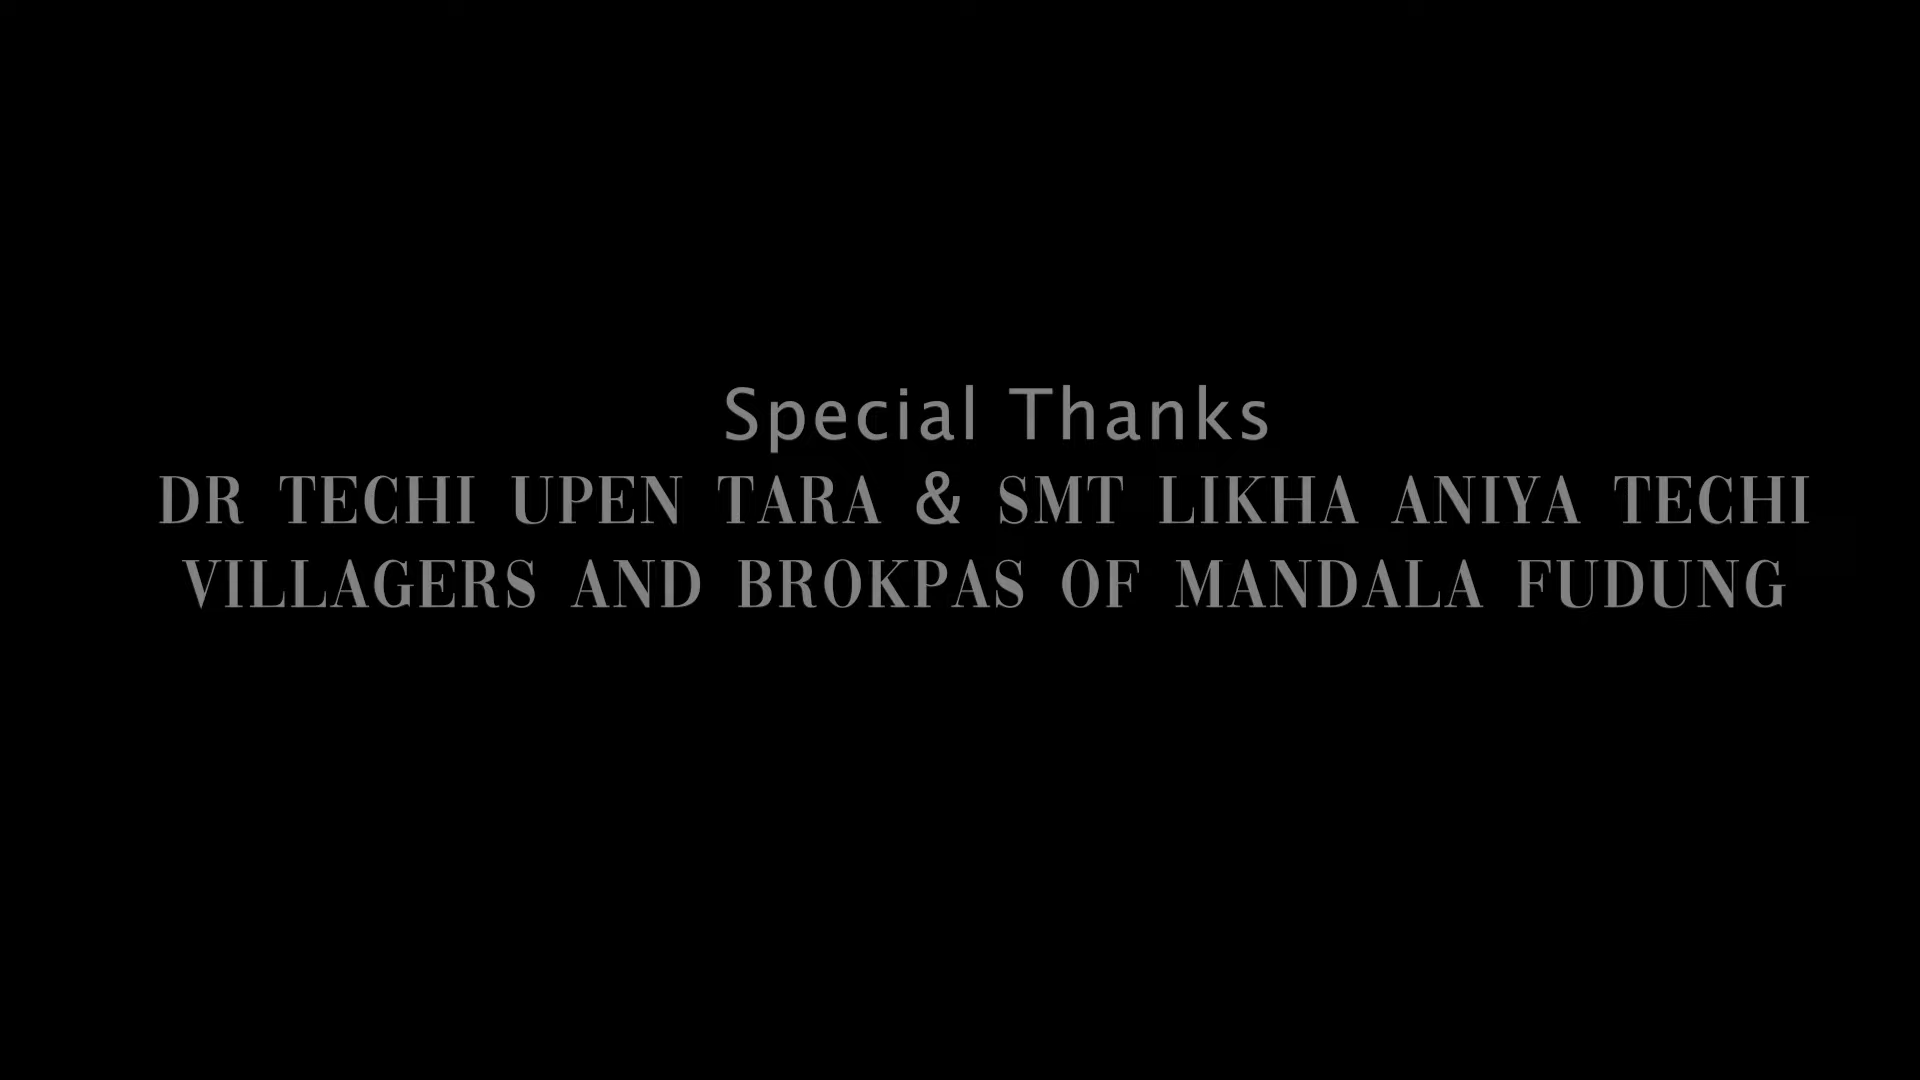 Special Thanks
DR TECHI UPEN TARA & SMT LIKHA ANIYA TECHI
VILLAGERS AND BROKPAS OF MANDALA FUDUNG